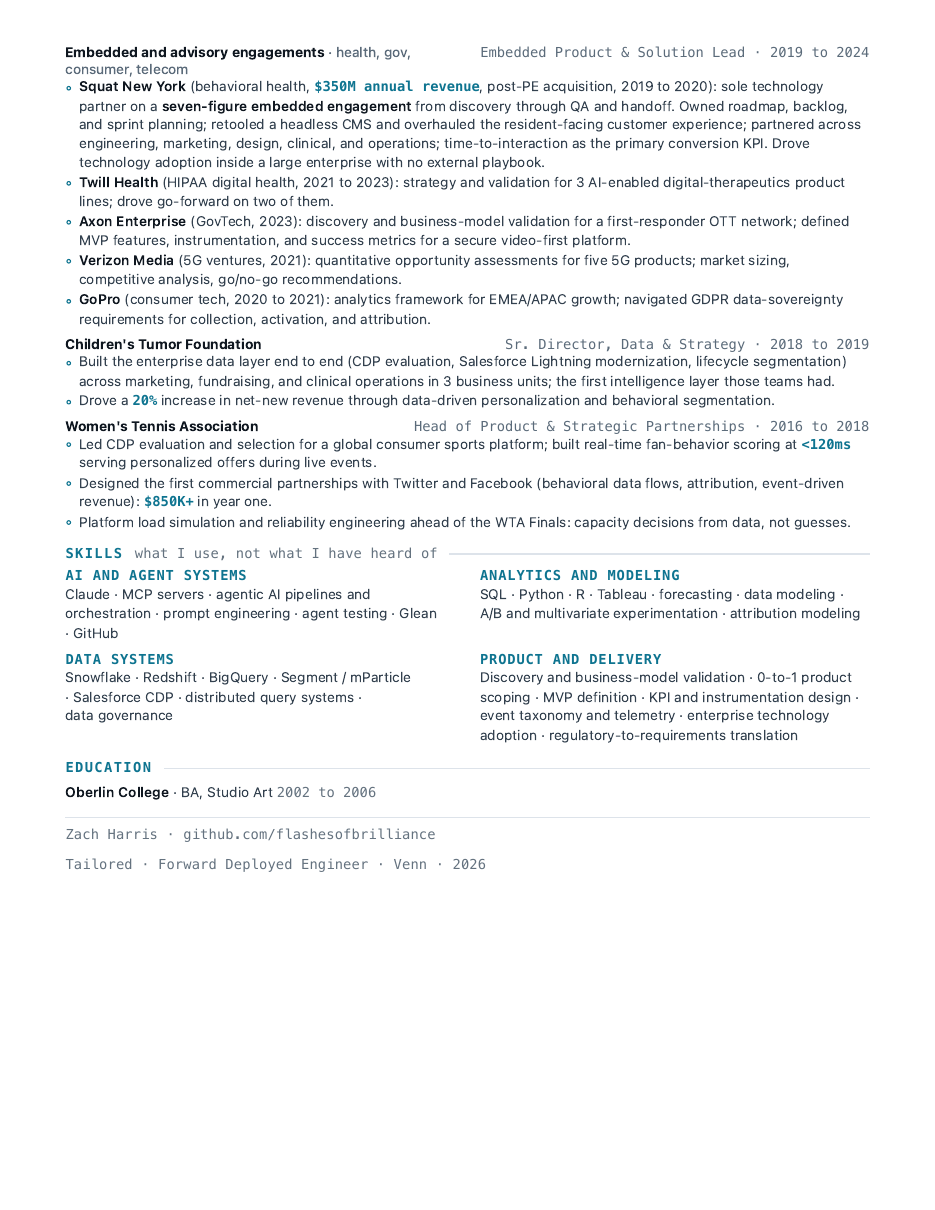 Embedded and advisory engagements · health, gov, Embedded Product & Solution Lead · 2019 to 2024
consumer, telecom
Squat New York (behavioral health, $350M annual revenue, post-PE acquisition, 2019 to 2020): sole technology
partner on a seven-figure embedded engagement from discovery through QA and handoff. Owned roadmap, backlog,
and sprint planning; retooled a headless CMS and overhauled the resident-facing customer experience; partnered across
engineering, marketing, design, clinical, and operations; time-to-interaction as the primary conversion KPI. Drove
technology adoption inside a large enterprise with no external playbook.
Twill Health (HIPAA digital health, 2021 to 2023): strategy and validation for 3 AI-enabled digital-therapeutics product
lines; drove go-forward on two of them.
Axon Enterprise (GovTech, 2023): discovery and business-model validation for a first-responder OTT network; defined
MVP features, instrumentation, and success metrics for a secure video-first platform.
Verizon Media (5G ventures, 2021): quantitative opportunity assessments for five 5G products; market sizing,
competitive analysis, go/no-go recommendations.
GoPro (consumer tech, 2020 to 2021): analytics framework for EMEA/APAC growth; navigated GDPR data-sovereignty
requirements for collection, activation, and attribution.
Children's Tumor Foundation Sr. Director, Data & Strategy · 2018 to 2019
Built the enterprise data layer end to end (CDP evaluation, Salesforce Lightning modernization, lifecycle segmentation)
across marketing, fundraising, and clinical operations in 3 business units; the first intelligence layer those teams had.
Drove a 20% increase in net-new revenue through data-driven personalization and behavioral segmentation.
Women's Tennis Association Head of Product & Strategic Partnerships · 2016 to 2018
Led CDP evaluation and selection for a global consumer sports platform; built real-time fan-behavior scoring at <120ms
serving personalized offers during live events.
Designed the first commercial partnerships with Twitter and Facebook (behavioral data flows, attribution, event-driven
revenue): $850K+ in year one.
Platform load simulation and reliability engineering ahead of the WTA Finals: capacity decisions from data, not guesses.
SKILLS what I use, not what I have heard of
AI AND AGENT SYSTEMS
Claude · MCP servers · agentic AI pipelines and
orchestration · prompt engineering · agent testing · Glean
· GitHub
ANALYTICS AND MODELING
SQL · Python · R · Tableau · forecasting · data modeling ·
A/B and multivariate experimentation · attribution modeling
DATA SYSTEMS
Snowflake · Redshift · BigQuery · Segment / mParticle
· Salesforce CDP · distributed query systems ·
data governance
PRODUCT AND DELIVERY
Discovery and business-model validation · 0-to-1 product
scoping · MVP definition · KPI and instrumentation design ·
event taxonomy and telemetry · enterprise technology
adoption · regulatory-to-requirements translation
EDUCATION
Oberlin College · BA, Studio Art 2002 to 2006
Zach Harris · github.com/flashesofbrilliance
Tailored · Forward Deployed Engineer · Venn · 2026